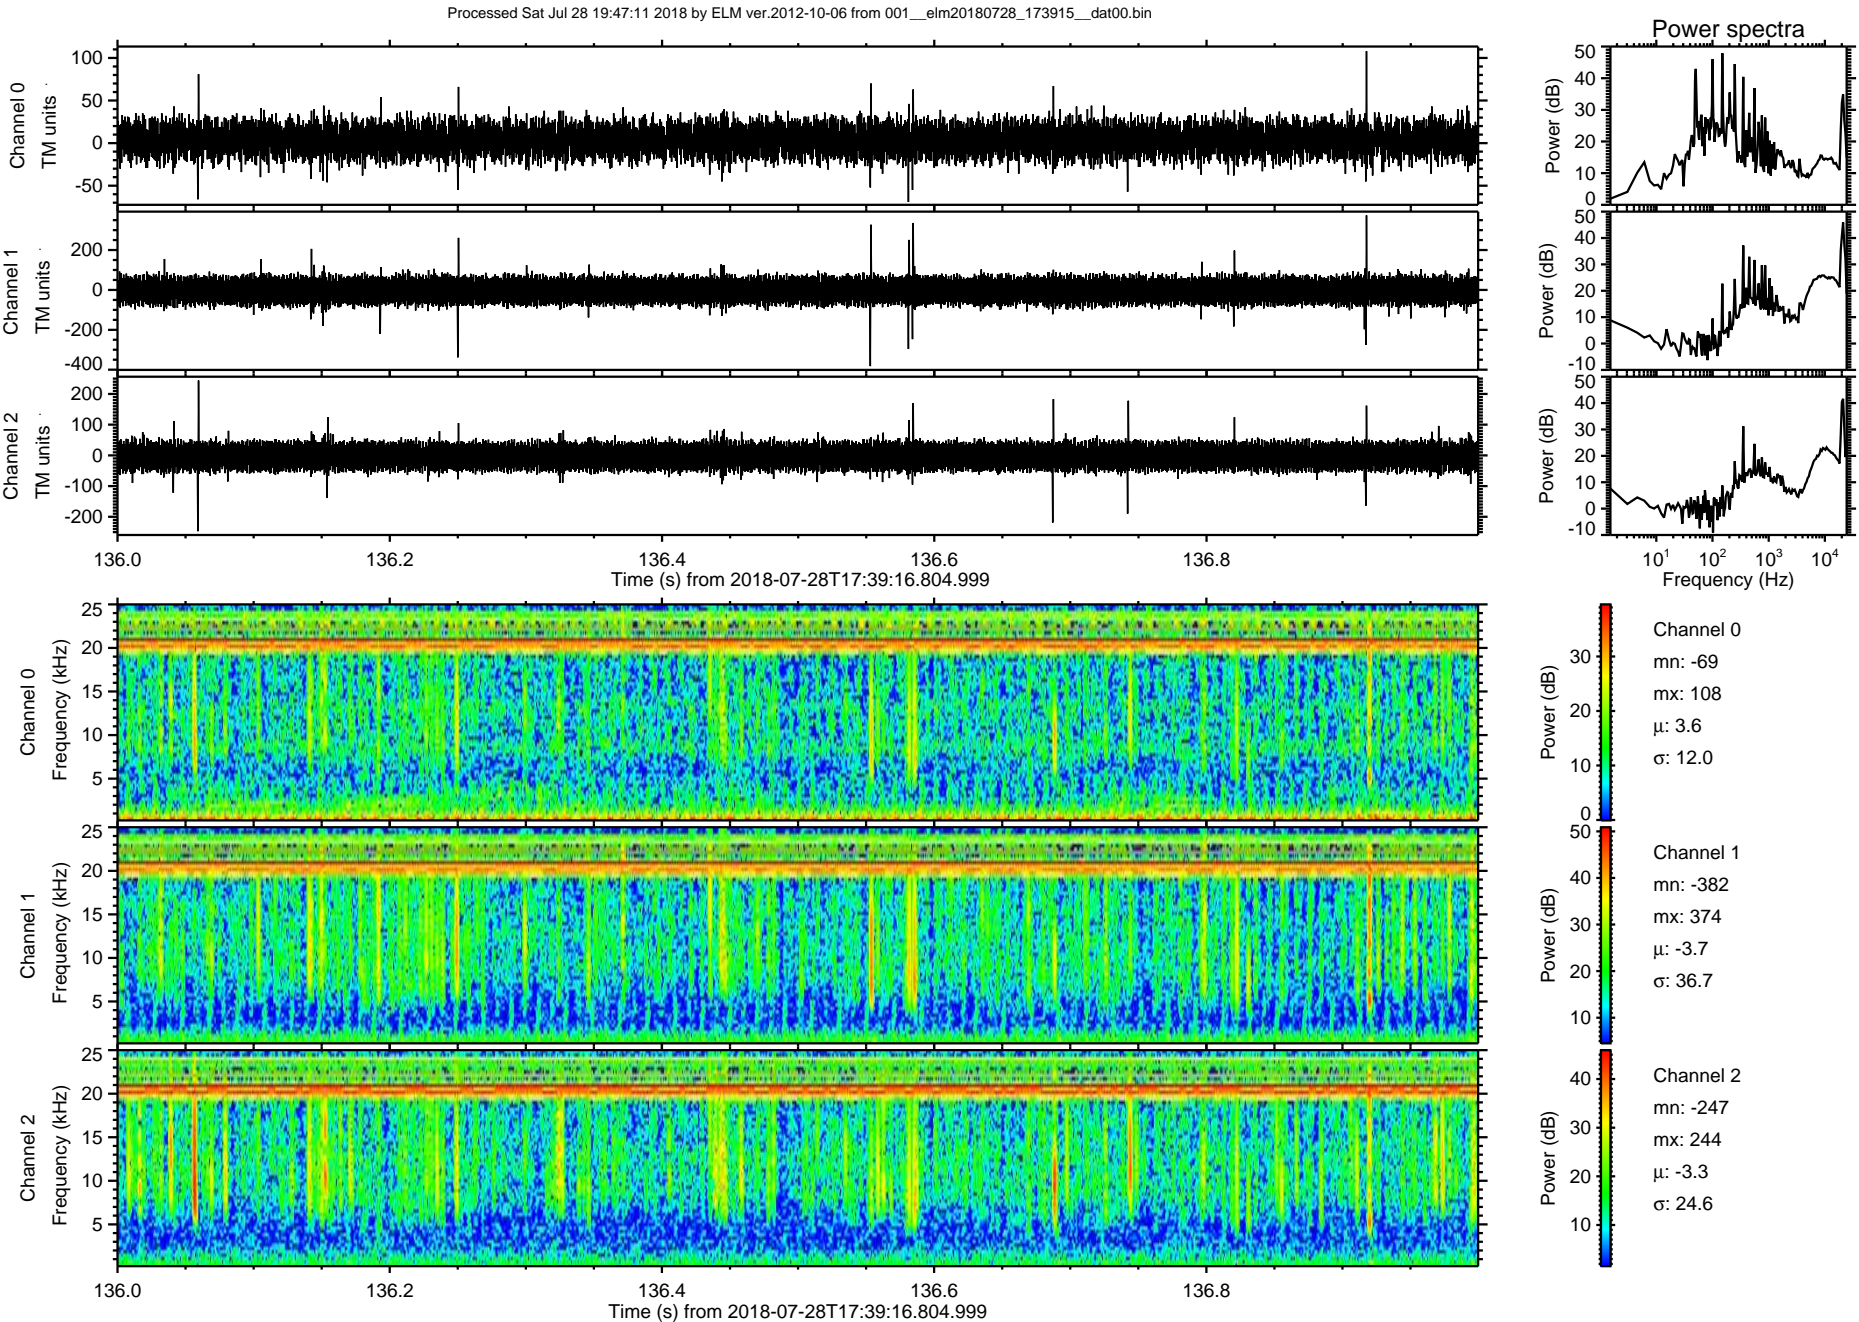 Processed Sat Jul 28 19:47:11 2018 by ELM ver.2012-10-06 from 001__elm20180728_173915__dat00.bin
Power spectra
Channel 0
TM units
100
50
0
-50
Power (dB)
50
40
30
20
10
0
Channel 1
TM units
200
0
-200
-400
Power (dB)
50
40
30
20
10
0
-10
Channel 2
TM units
200
100
0
-100
-200
Power (dB)
50
40
30
20
10
0
-10
136.0 136.2 136.4 136.6 136.8
Time (s) from 2018-07-28T17:39:16.804.999
10¹ 10² 10³ 10⁴
Frequency (Hz)
Channel 0
Frequency (kHz)
25
20
15
10
5
Power (dB)
30
20
10
0
Channel 0
mn: -69
mx: 108
μ: 3.6
σ: 12.0
Channel 1
Frequency (kHz)
25
20
15
10
5
Power (dB)
50
40
30
20
10
Channel 1
mn: -382
mx: 374
μ: -3.7
σ: 36.7
Channel 2
Frequency (kHz)
25
20
15
10
5
Power (dB)
40
30
20
10
Channel 2
mn: -247
mx: 244
μ: -3.3
σ: 24.6
136.0 136.2 136.4 136.6 136.8
Time (s) from 2018-07-28T17:39:16.804.999